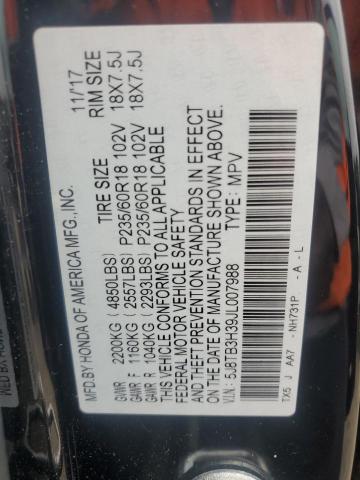 MFD.BY HONDA OF AMERICA MFG.,INC. 11/17
TIRE SIZE RIM SIZE
GVWR 2200KG (4850LBS)
GAWR F 1160KG (2557LBS) P235/60R18 102V 18X7.5J
GAWR R 1040KG (2293LBS) P235/60R18 102V 18X7.5J
THIS VEHICLE CONFORMS TO ALL APPLICABLE
FEDERAL MOTOR VEHICLE SAFETY
AND THEFT PREVENTION STANDARDS IN EFFECT
ON THE DATE OF MANUFACTURE SHOWN ABOVE.
V.I.N.: 5J8TB3H39JL007988 TYPE: MPV
TX5 J AA7 -NH731P - A - L